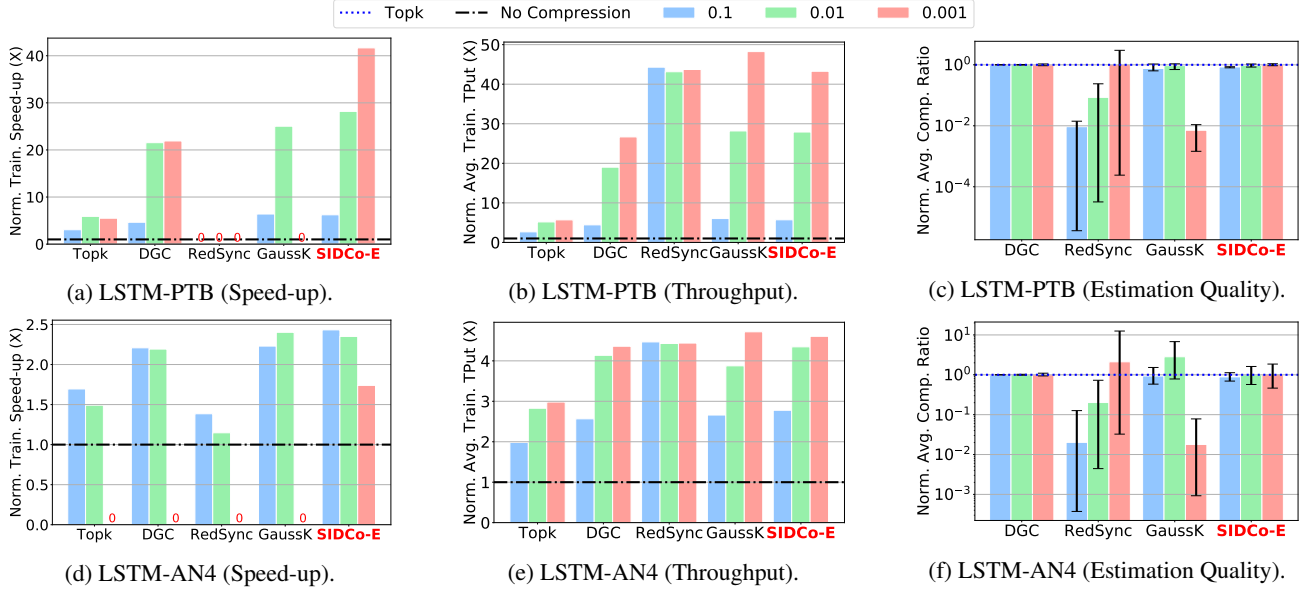 Topk No Compression 0.1 0.01 0.001
Norm. Train. Speed-up (X)
40
30
20
10
0
0 0 0 0
Topk DGC RedSync GaussK SIDCo-E
(a) LSTM-PTB (Speed-up).
Norm. Avg. Train. TPut (X)
50
40
30
20
10
0
Topk DGC RedSync GaussK SIDCo-E
(b) LSTM-PTB (Throughput).
Norm. Avg. Comp. Ratio
10⁰
10⁻²
10⁻⁴
DGC RedSync GaussK SIDCo-E
(c) LSTM-PTB (Estimation Quality).
Norm. Train. Speed-up (X)
2.5
2.0
1.5
1.0
0.5
0.0
0 0 0 0
Topk DGC RedSync GaussK SIDCo-E
(d) LSTM-AN4 (Speed-up).
Norm. Avg. Train. TPut (X)
4
3
2
1
0
Topk DGC RedSync GaussK SIDCo-E
(e) LSTM-AN4 (Throughput).
Norm. Avg. Comp. Ratio
10¹
10⁰
10⁻¹
10⁻²
10⁻³
DGC RedSync GaussK SIDCo-E
(f) LSTM-AN4 (Estimation Quality).